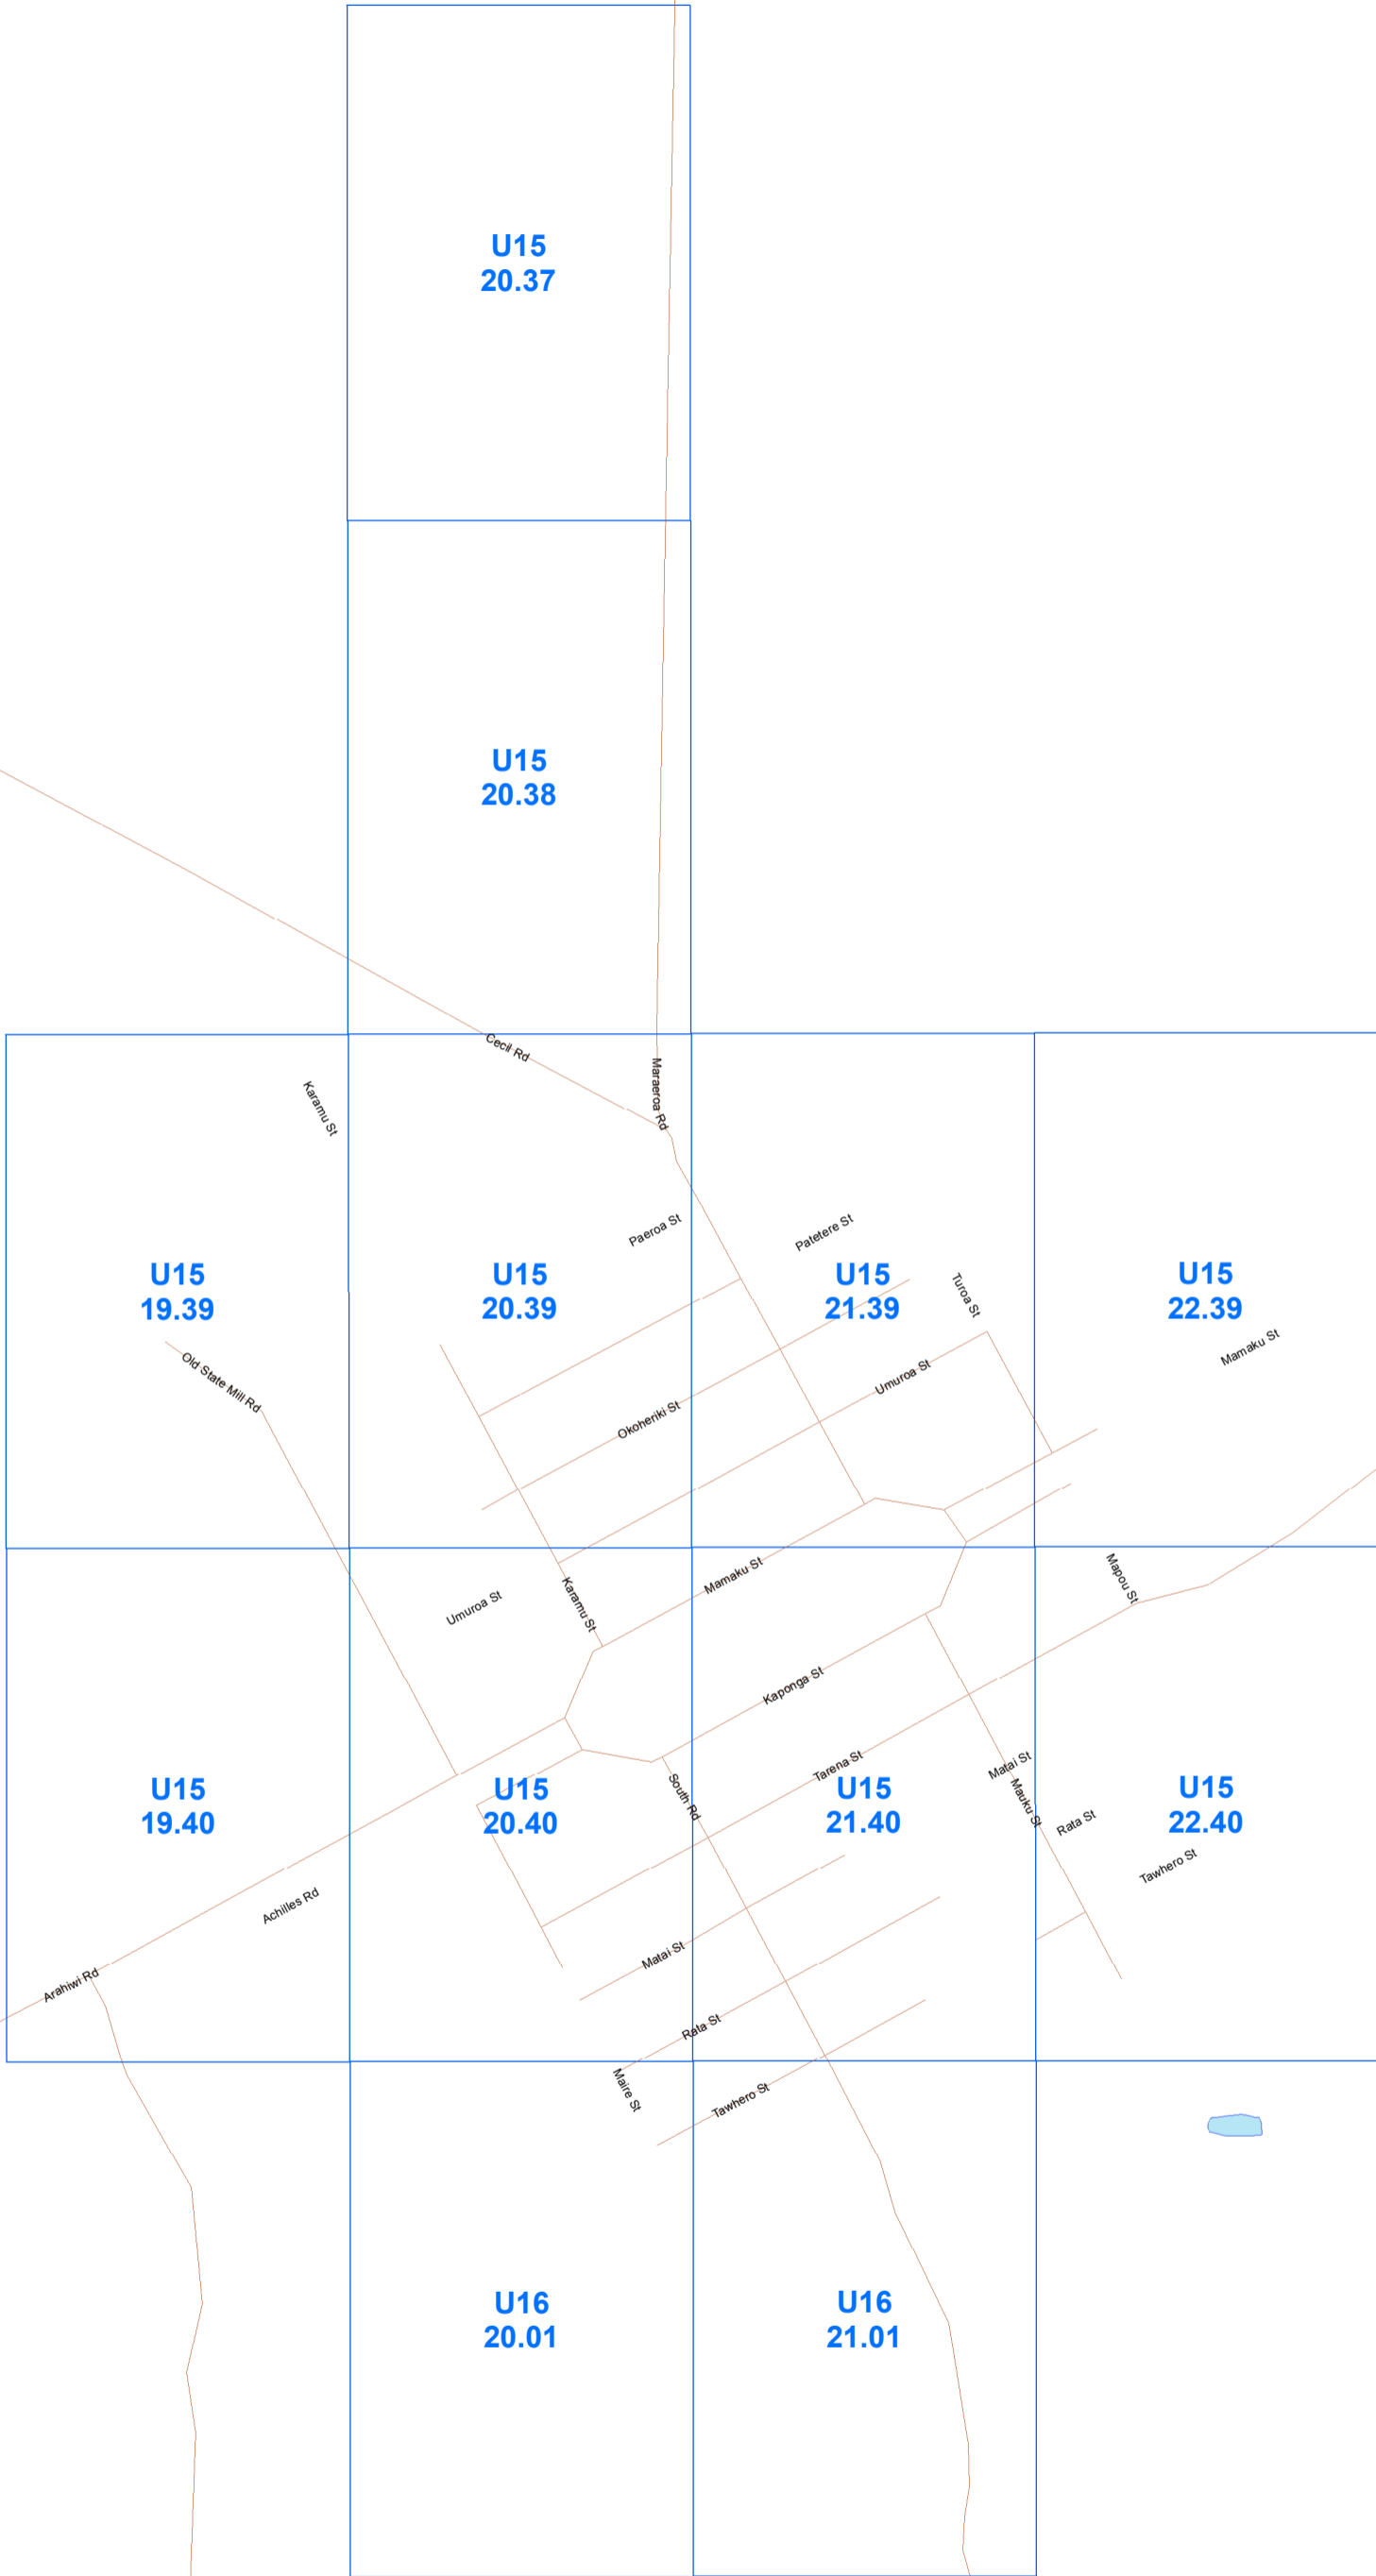 U15
20.37
U15
20.38
Cecil Rd
Maraeroa Rd
Karamu St
Paeroa St
Patetere St
U15
19.39
U15
20.39
U15
21.39
Turoa St
U15
22.39
Mamaku St
Old State Mill Rd
Umuroa St
Okoheriki St
Mamaku St
Mapou St
Umuroa St
Karamu St
Kaponga St
Tarena St
Matai St
U15
19.40
U15
20.40
South Rd
U15
21.40
Mauku St
Rata St
U15
22.40
Tawhero St
Achilles Rd
Matai St
Arahiwi Rd
Rata St
Maire St
Tawhero St
U16
20.01
U16
21.01